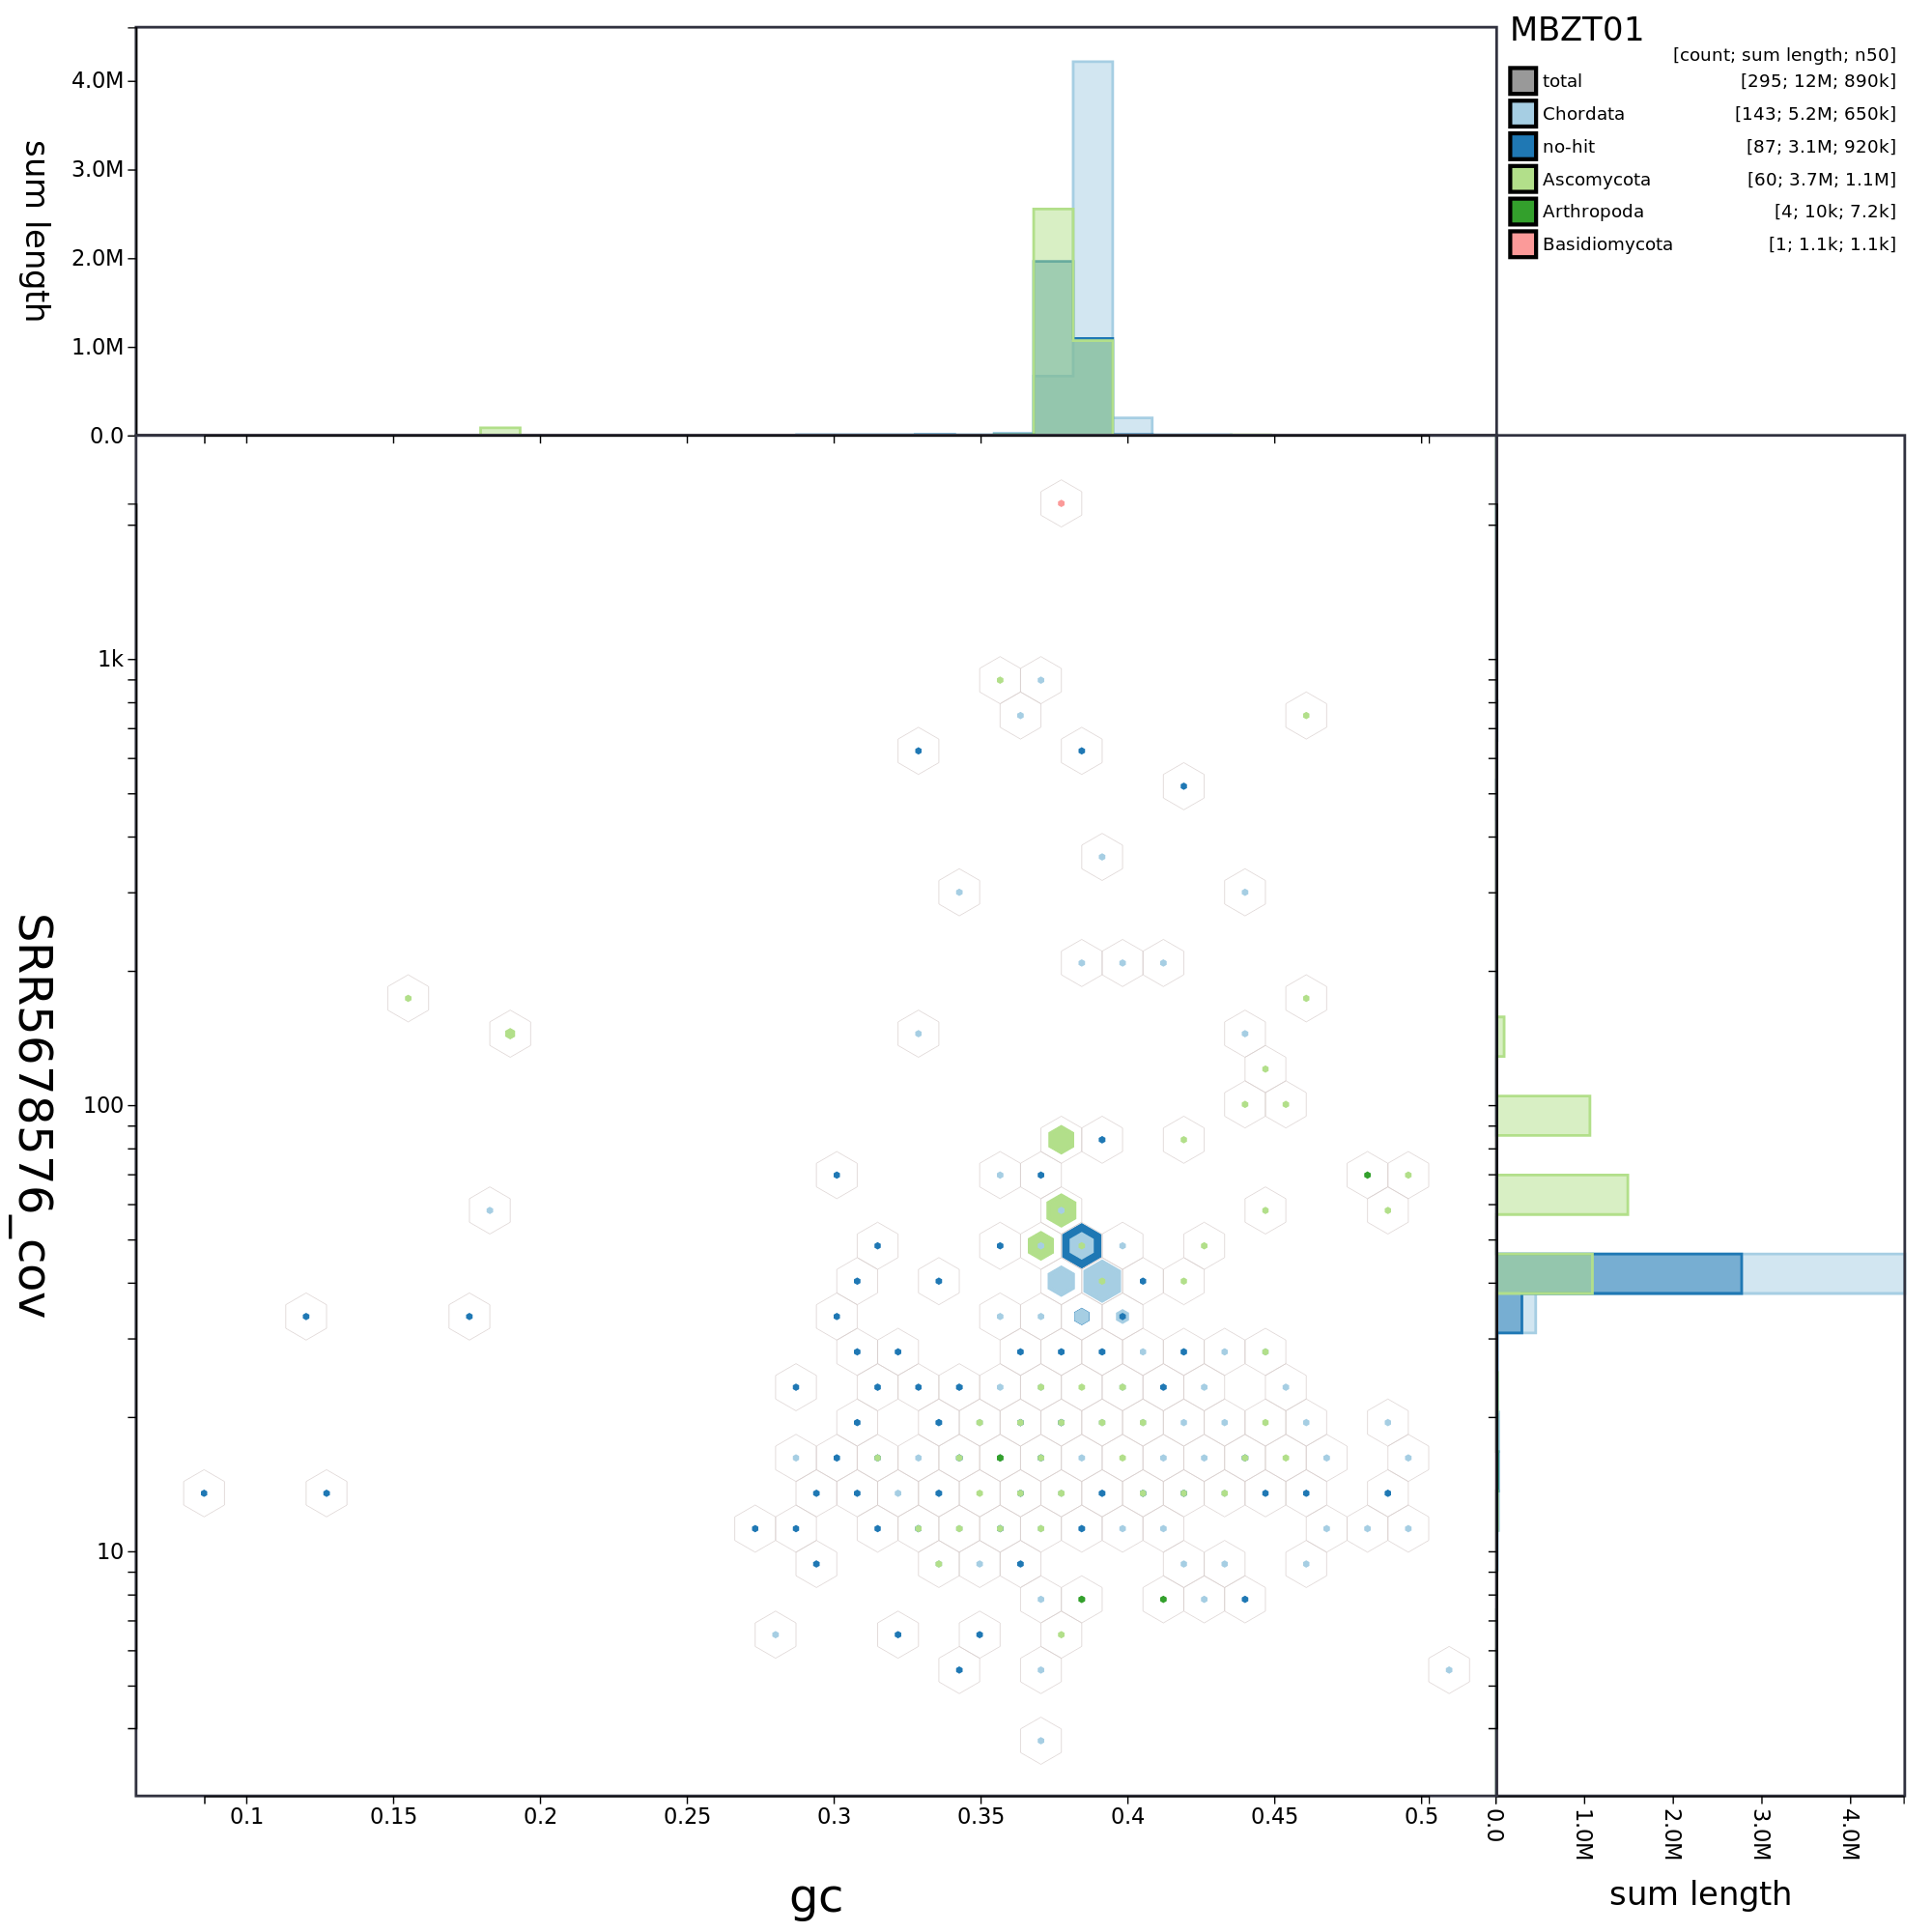 MBZT01
[count; sum length; n50]
total [295; 12M; 890k]
Chordata [143; 5.2M; 650k]
no-hit [87; 3.1M; 920k]
Ascomycota [60; 3.7M; 1.1M]
Arthropoda [4; 10k; 7.2k]
Basidiomycota [1; 1.1k; 1.1k]
sum length
4.0M
3.0M
2.0M
1.0M
0.0
SRR5678576_cov
1k
100
10
0.1 0.15 0.2 0.25 0.3 0.35 0.4 0.45 0.5
gc
0.0 1.0M 2.0M 3.0M 4.0M
sum length